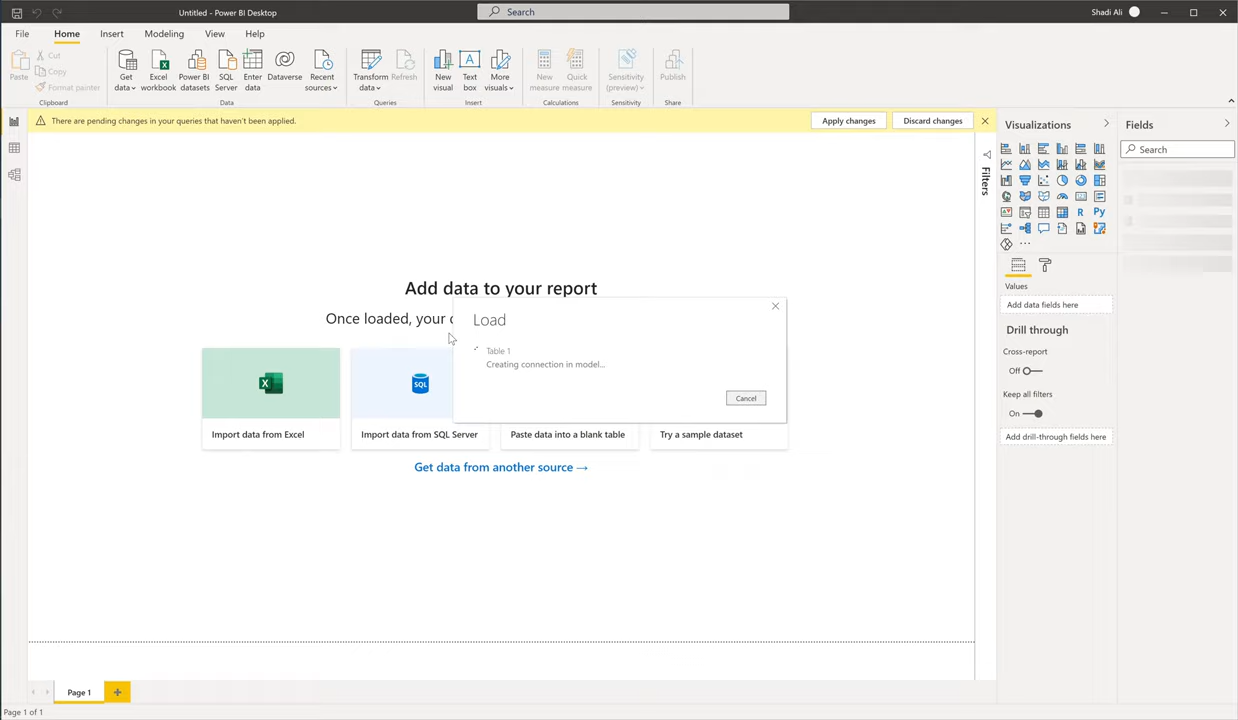 Untitled - Power BI Desktop
Search
Shadi Ali
File
Home
Insert
Modeling
View
Help
Paste
Cut
Copy
Format painter
Clipboard
Get
data
Excel
workbook
Power BI
datasets
SQL
Server
Enter
data
Dataverse
Recent
sources
Data
Transform
data
Refresh
Queries
New
visual
A
Text
box
More
visuals
Insert
New
measure
Quick
measure
Calculations
Sensitivity
(preview)
Sensitivity
Publish
Share
There are pending changes in your queries that haven't been applied.
Apply changes
Discard changes
Filters
Add data to your report
Once loaded, your
Load
Table 1
Creating connection in model...
Cancel
X
SQL
Import data from Excel
Import data from SQL Server
Paste data into a blank table
Try a sample dataset
Get data from another source →
Visualizations
R
Py
Values
Add data fields here
Drill through
Cross-report
Off
Keep all filters
On
Add drill-through fields here
Fields
Search
Page 1
Page 1 of 1